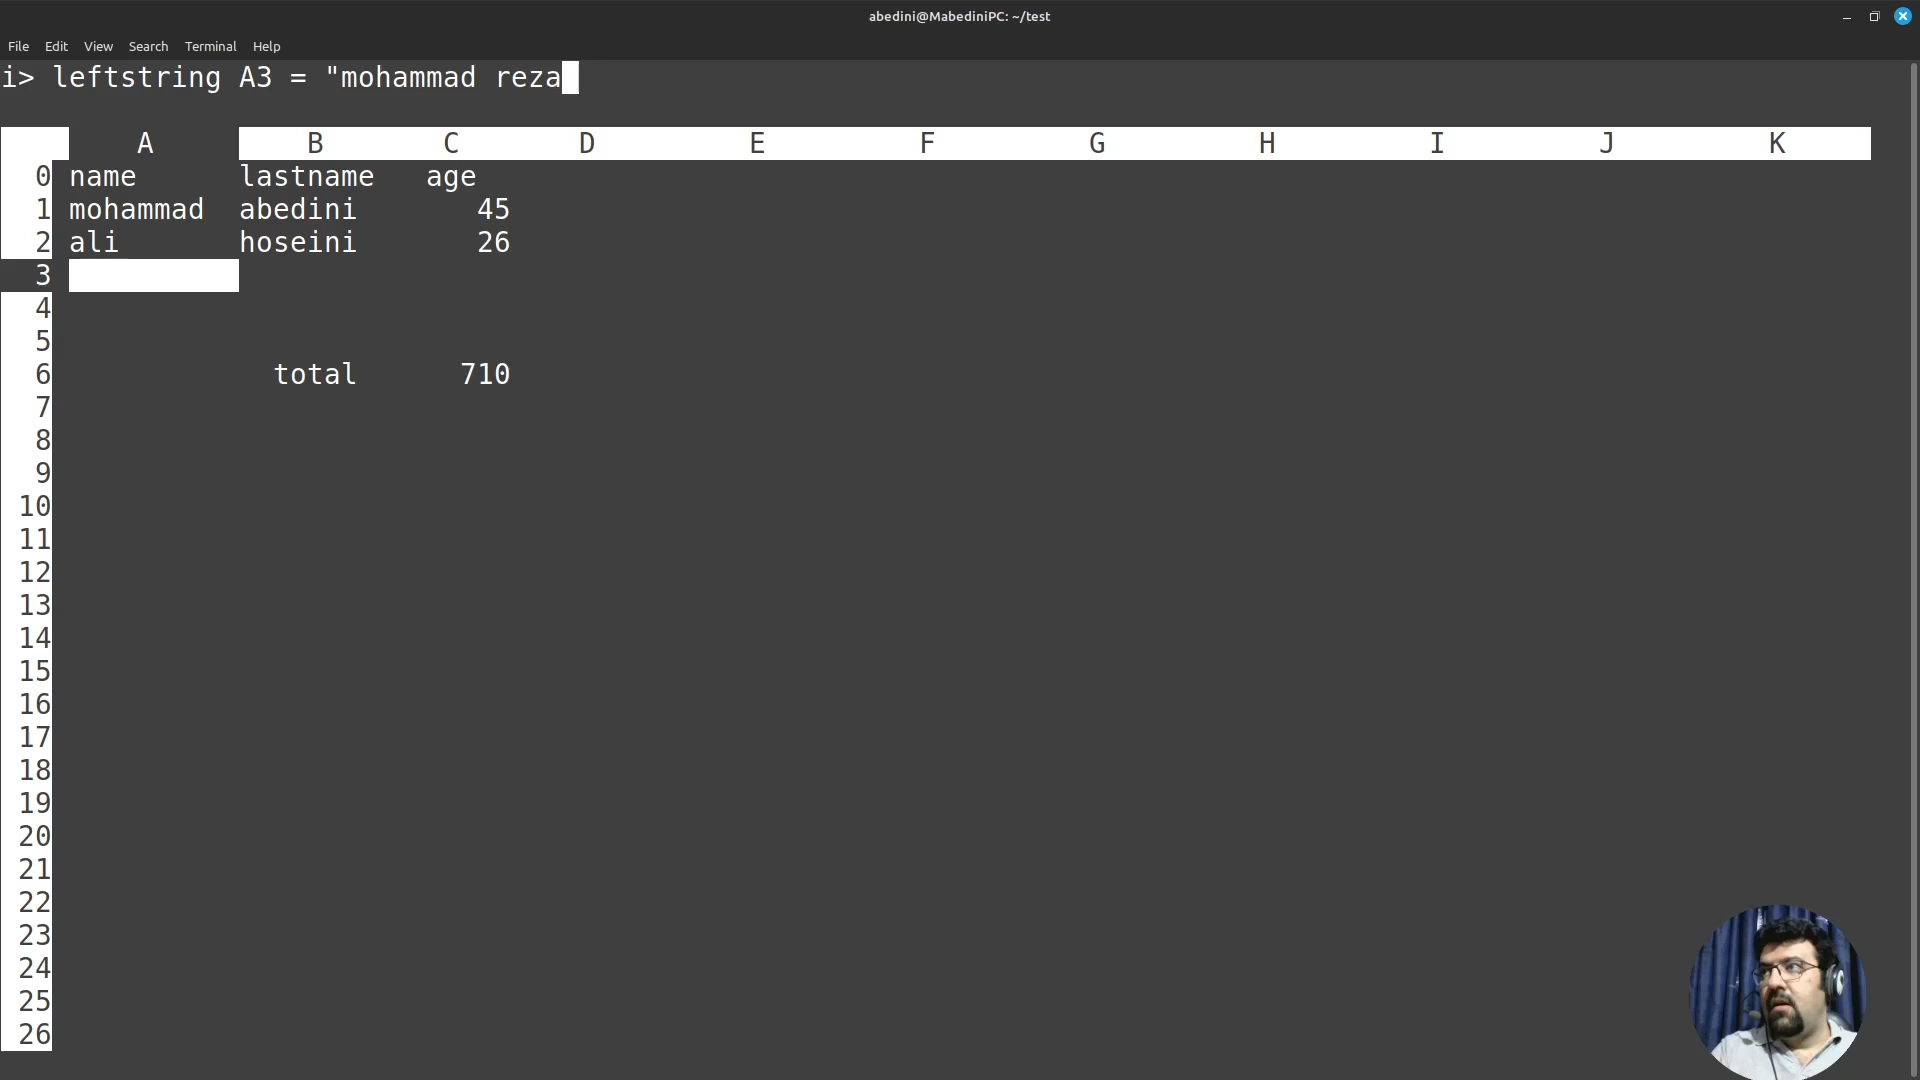 abedini@MabediniPC: ~/test
File Edit View Search Terminal Help
i> leftstring A3 = "mohammad reza
A B C D E F G H I J K
0 name lastname age
1 mohammad abedini 45
2 ali hoseini 26
3
4
5
6 total 710
7
8
9
10
11
12
13
14
15
16
17
18
19
20
21
22
23
24
25
26